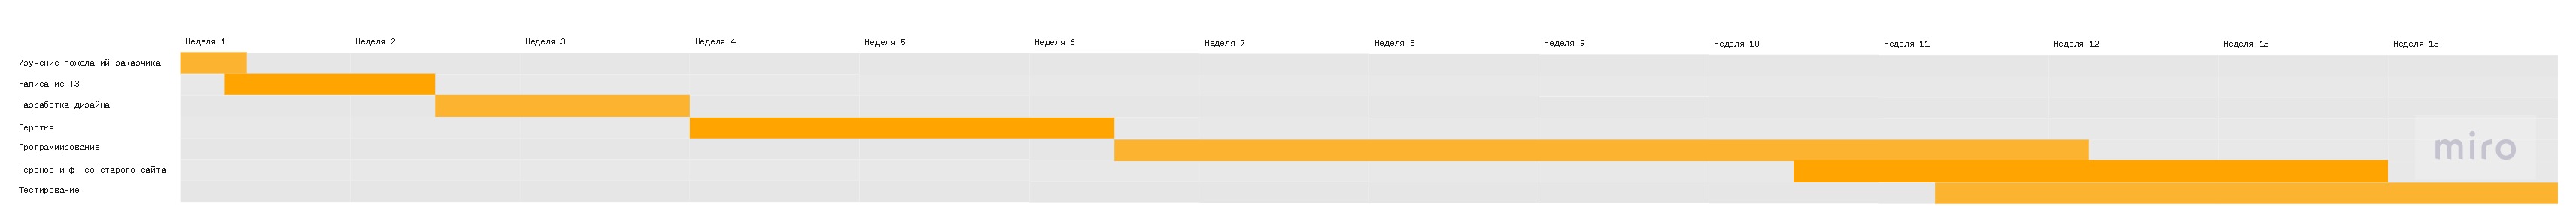 Неделя 1
Неделя 2
Неделя 3
Неделя 4
Неделя 5
Неделя 6
Неделя 7
Неделя 8
Неделя 9
Неделя 10
Неделя 11
Неделя 12
Неделя 13
Неделя 13
Изучение пожеланий заказчика
Написание ТЗ
Разработка дизайна
Верстка
Программирование
Перенос инф. со старого сайта
Тестирование
miro